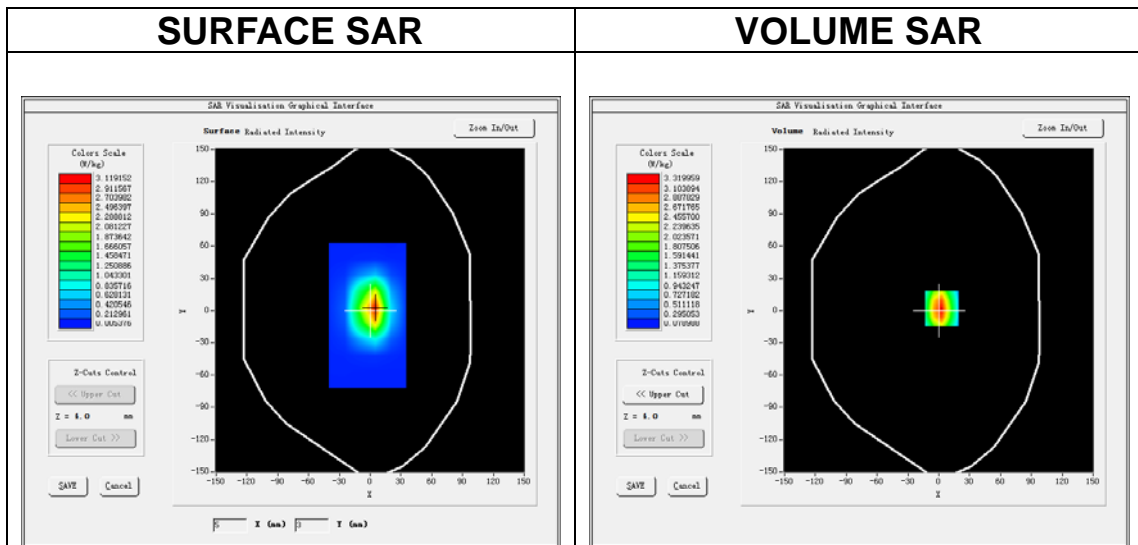 SURFACE SAR
SAR Visualisation Graphical Interface
Surface Radiated Intensity
Zoom In/Out
Colors Scale
(W/kg)
3.119152
2.911567
2.703982
2.496397
2.288812
2.081227
1.873642
1.666057
1.458471
1.250886
1.043301
0.835716
0.628131
0.420546
0.212961
0.005376
Z-Cuts Control
<< Upper Cut
Z = 4.0 mm
Lower Cut >>
SAVE Cancel
150
120
90
60
30
0
-30
-60
-90
-120
-150
Y
-150 -120 -90 -60 -30 0 30 60 90 120 150
X
5 X (mm) 3 Y (mm)
VOLUME SAR
SAR Visualisation Graphical Interface
Volume Radiated Intensity
Zoom In/Out
Colors Scale
(W/kg)
3.319959
3.103894
2.887829
2.671765
2.455700
2.239635
2.023571
1.807506
1.591441
1.375377
1.159312
0.943247
0.727182
0.511118
0.295053
0.078988
Z-Cuts Control
<< Upper Cut
Z = 4.0 mm
Lower Cut >>
SAVE Cancel
150
120
90
60
30
0
-30
-60
-90
-120
-150
Y
-150 -120 -90 -60 -30 0 30 60 90 120 150
X